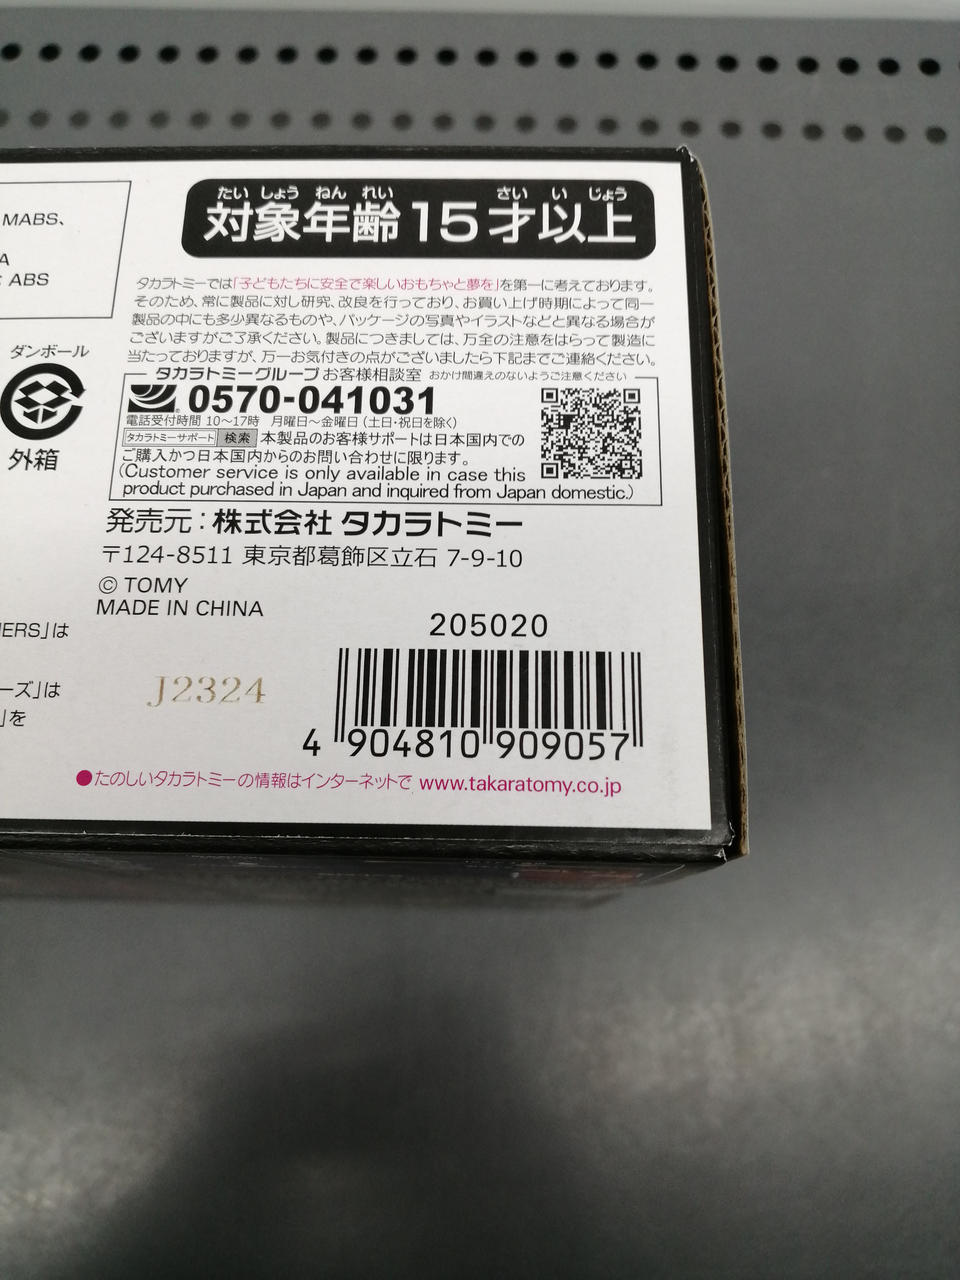 MABS、
A
ABS
ダンボール
外箱
たい しょう ねん れい さい い じょう
対象年齢15才以上
タカラトミーでは「子どもたちに安全で楽しいおもちゃと夢を」を第一に考えております。
そのため、常に製品に対し研究、改良を行っており、お買い上げ時期によって同一
製品の中にも多少異なるものや、パッケージの写真やイラストなどと異なる場合が
ございますがご了承ください。製品につきましては、万全の注意をはらって製造に
当たっておりますが、万一お気付きの点がございましたら下記までご連絡ください。
タカラトミーグループお客様相談室 おかけ間違えのないようご注意ください
0570-041031
電話受付時間 10〜17時 月曜日〜金曜日(土日・祝日を除く)
タカラトミーサポート 検索 本製品のお客様サポートは日本国内での
ご購入かつ日本国内からのお問い合わせに限ります。
(Customer service is only available in case this
product purchased in Japan and inquired from Japan domestic.)
発売元:株式会社 タカラトミー
〒124-8511 東京都葛飾区立石 7-9-10
© TOMY
MADE IN CHINA
ERS」は
ーズ」は
」を
J2324
205020
4 904810 909057
●たのしいタカラトミーの情報はインターネットで www.takaratomy.co.jp